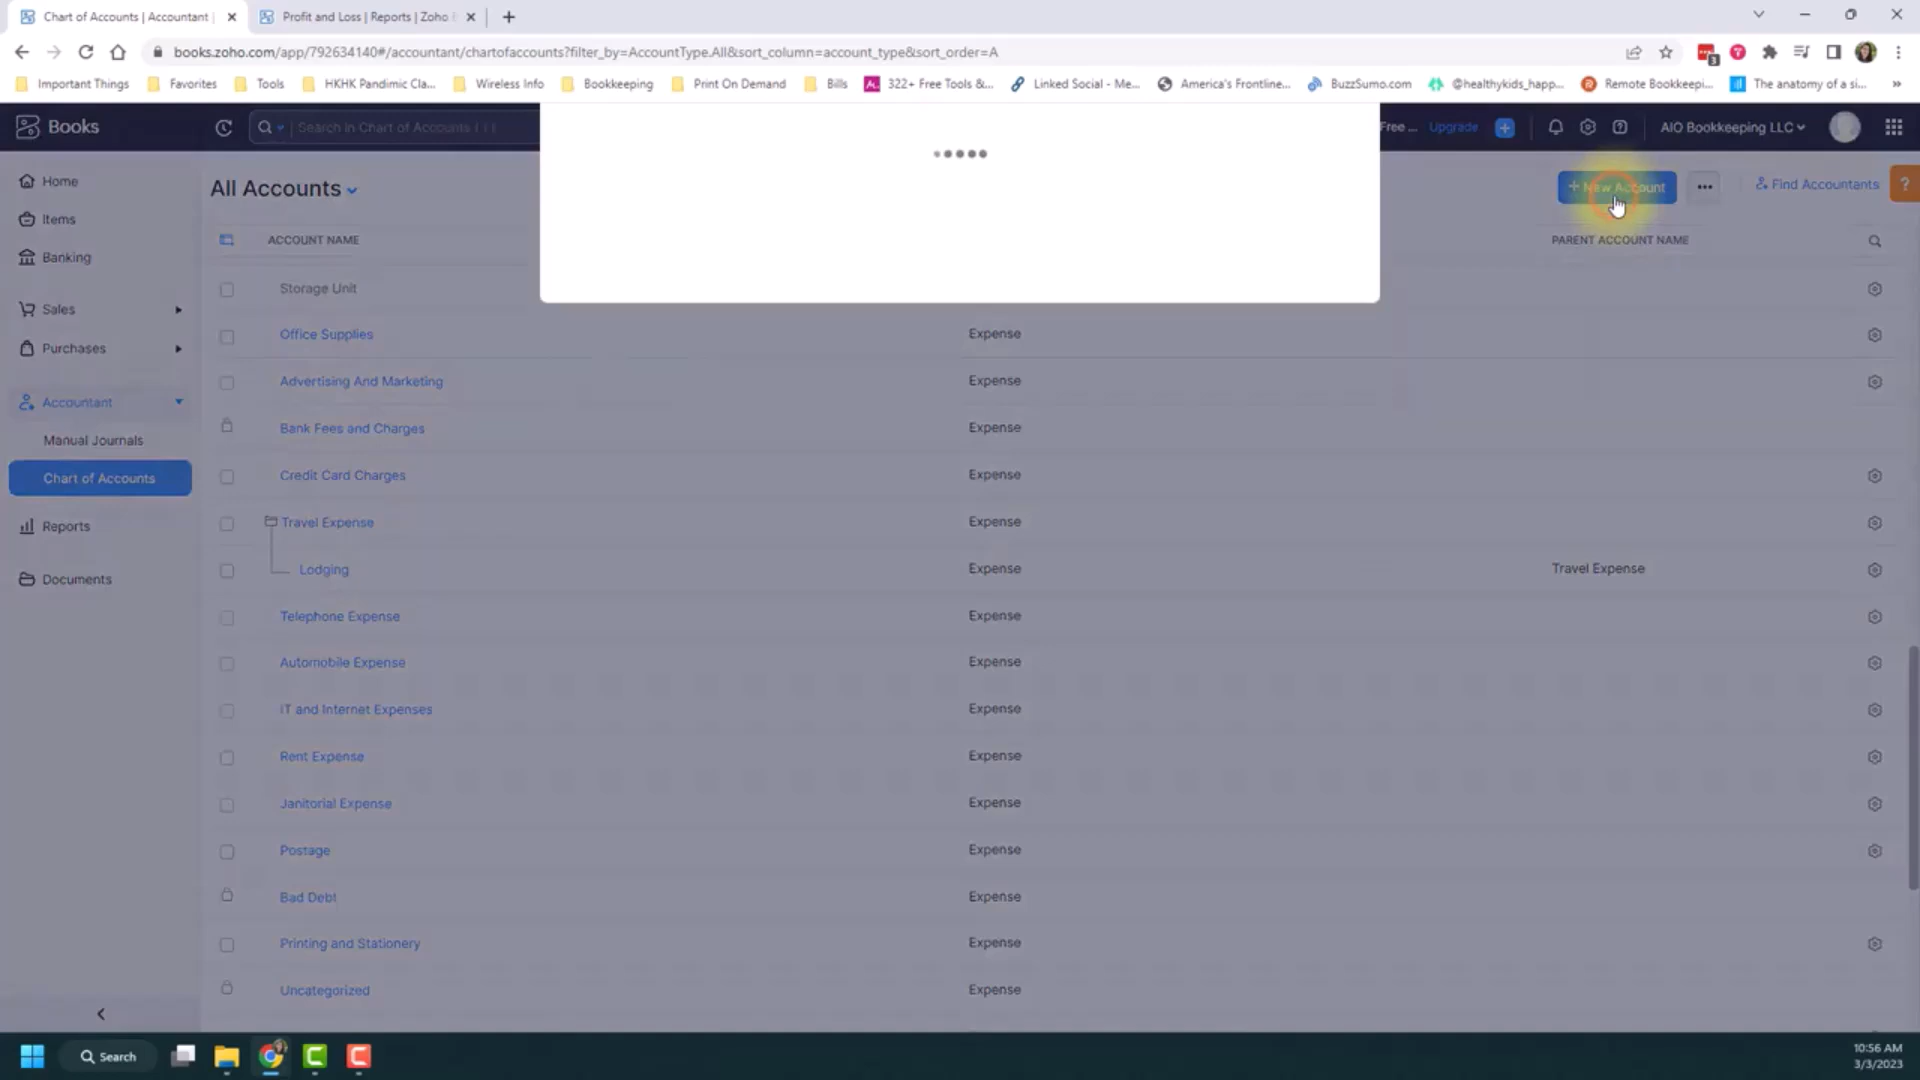 Chart of Accounts | Accountant |
Profit and Loss | Reports | Zoho
books.zoho.com/app/792634140#/accountant/chartofaccounts?filter_by=AccountType.All&sort_column=account_type&sort_order=A
Important Things
Favorites
Tools
HKHK Pandimic Cla...
Wireless Info
Bookkeeping
Print On Demand
Bills
322+ Free Tools &...
Linked Social - Me...
America's Frontline...
BuzzSumo.com
@healthykids_happ...
Remote Bookkeepi...
The anatomy of a si...
»
Books
Search in Chart of Accounts ( / )
Free ...
Upgrade
AIO Bookkeeping LLC
Home
Items
Banking
Sales
Purchases
Accountant
Manual Journals
Chart of Accounts
Reports
Documents
All Accounts
+ New Account
Find Accountants
?
ACCOUNT NAME
PARENT ACCOUNT NAME
Storage Unit
Office Supplies Expense
Advertising And Marketing Expense
Bank Fees and Charges Expense
Credit Card Charges Expense
Travel Expense Expense
Lodging Expense Travel Expense
Telephone Expense Expense
Automobile Expense Expense
IT and Internet Expenses Expense
Rent Expense Expense
Janitorial Expense Expense
Postage Expense
Bad Debt Expense
Printing and Stationery Expense
Uncategorized Expense
Search
10:56 AM
3/3/2023